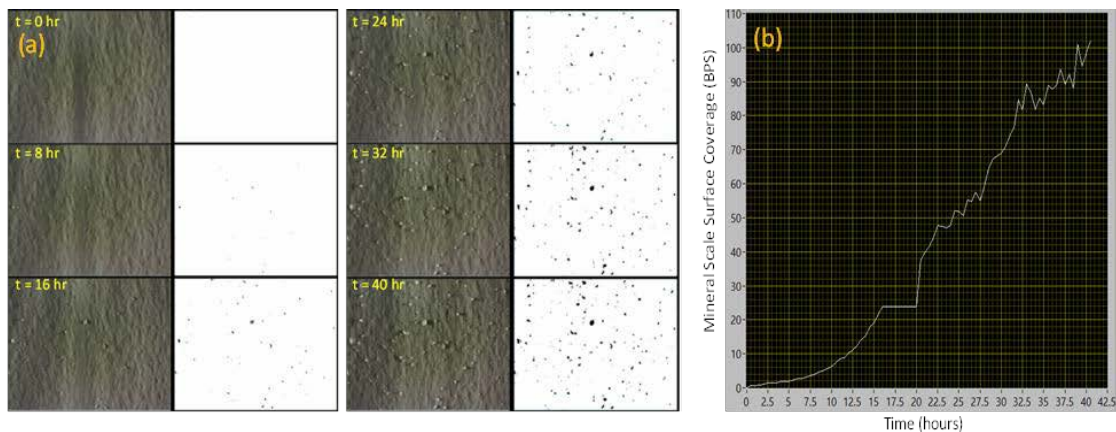 (a)
t = 0 hr
t = 8 hr
t = 16 hr
t = 24 hr
t = 32 hr
t = 40 hr
(b)
Mineral Scale Surface Coverage (BPS)
110
100
90
80
70
60
50
40
30
20
10
0
0 2.5 5 7.5 10 12.5 15 17.5 20 22.5 25 27.5 30 32.5 35 37.5 40 42.5
Time (hours)